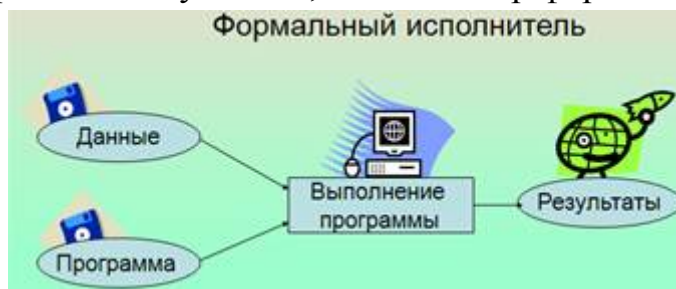 Формальный исполнитель
Данные
Выполнение
программы
Результаты
Программа